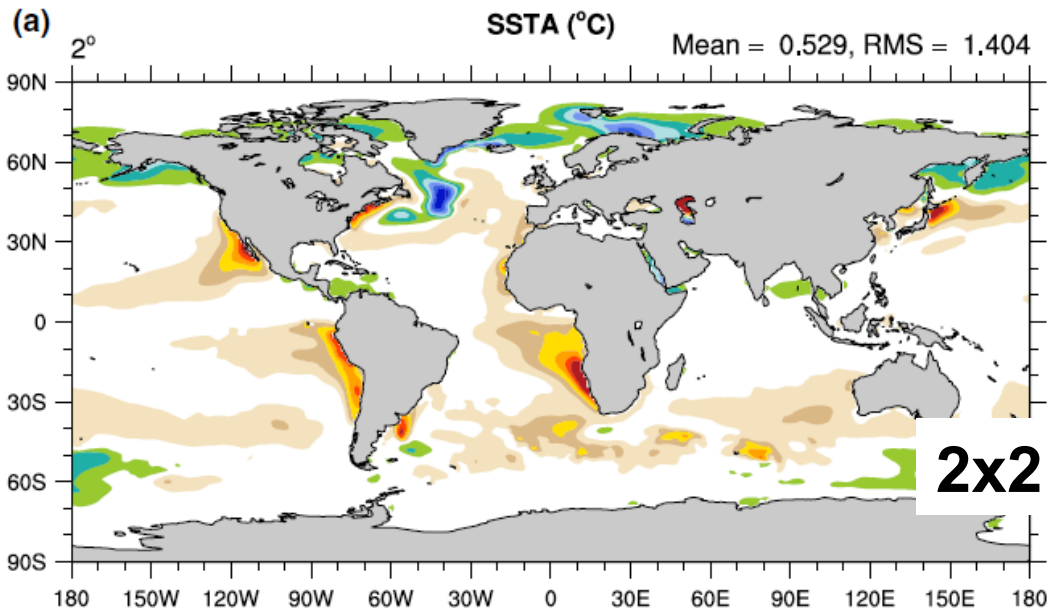 (a)
SSTA (°C)
2° Mean = 0.529, RMS = 1.404
90N
60N
30N
0
30S
60S
90S
2x2
180 150W 120W 90W 60W 30W 0 30E 60E 90E 120E 150E 180